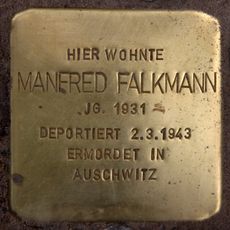 HIER WOHNTE
MANFRED FALKMANN
JG. 1931
DEPORTIERT 2.3.1943
ERMORDET IN
AUSCHWITZ